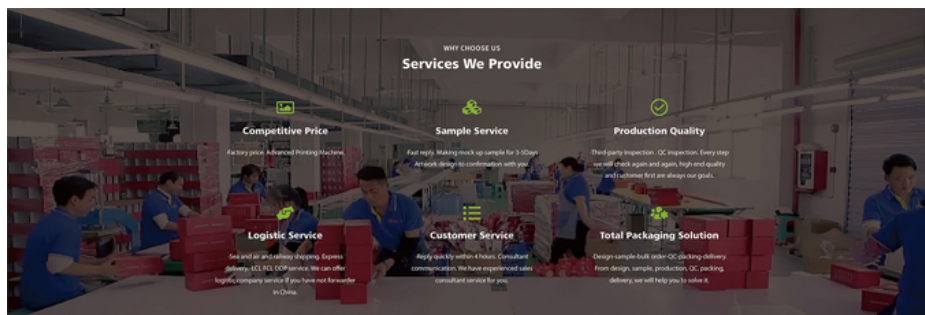 WHY CHOOSE US
Services We Provide
Competitive Price
·Factory price. Advanced Printing Machine.
Sample Service
·Fast reply. Making mock up sample for 3-5Days
Artwork design to confirmation with you.
Production Quality
·Third-party Inspection . QC Inspection. Every step
we will check again and again, high end quality
and customer first are always our goals.
Logistic Service
·Sea and air and railway shipping. Express
delivery. LCL FCL DDP service. We can offer
logistic company service if you have not forwarder
in China.
Customer Service
·Reply quickly within 4 hours. Consultant
communication. We have experienced sales
consultant service for you.
Total Packaging Solution
·Design-sample-bulk order-QC-packing-delivery.
From design, sample, production, QC, packing,
delivery, we will help you to solve it.